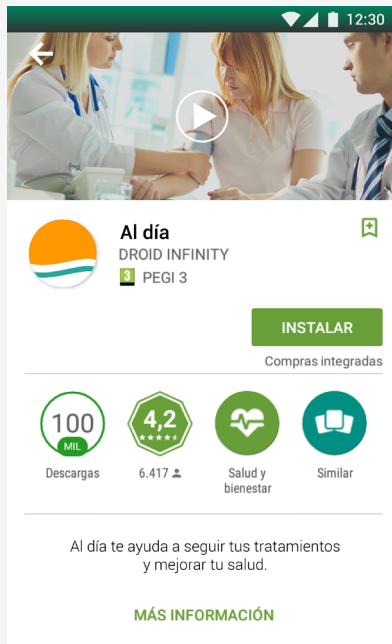 12:30
Al día
DROID INFINITY
3 PEGI 3
INSTALAR
Compras integradas
100
MIL
Descargas
4,2
6.417
Salud y
bienestar
Similar
Al día te ayuda a seguir tus tratamientos
y mejorar tu salud.
MÁS INFORMACIÓN